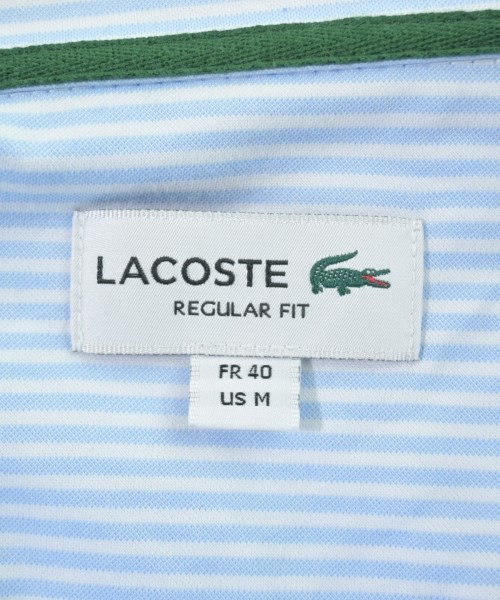 LACOSTE
REGULAR FIT
FR 40
US M